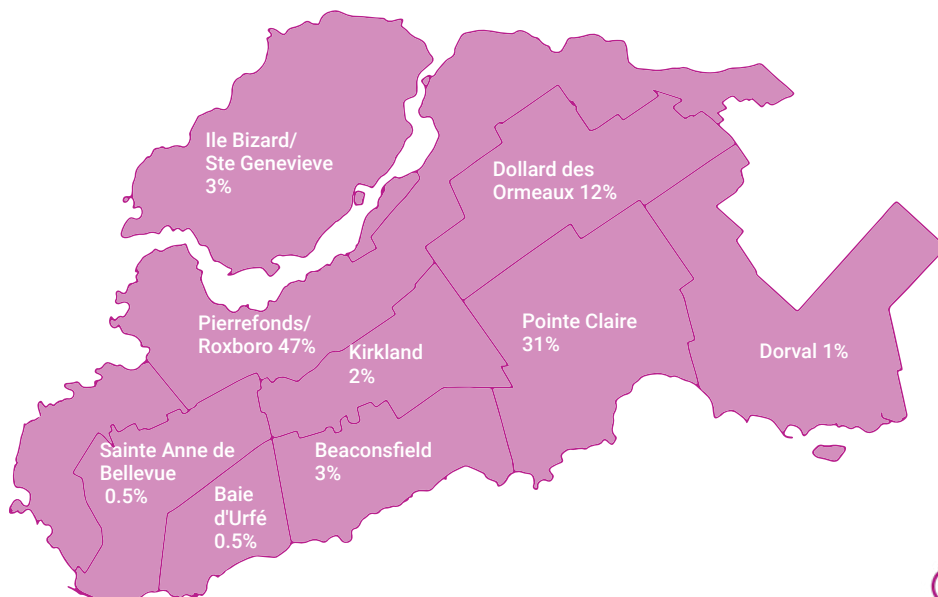 Ile Bizard/
Ste Genevieve
3%
Dollard des
Ormeaux 12%
Pierrefonds/
Roxboro 47%
Kirkland
2%
Pointe Claire
31%
Dorval 1%
Sainte Anne de
Bellevue
0.5%
Beaconsfield
3%
Baie
d'Urfé
0.5%